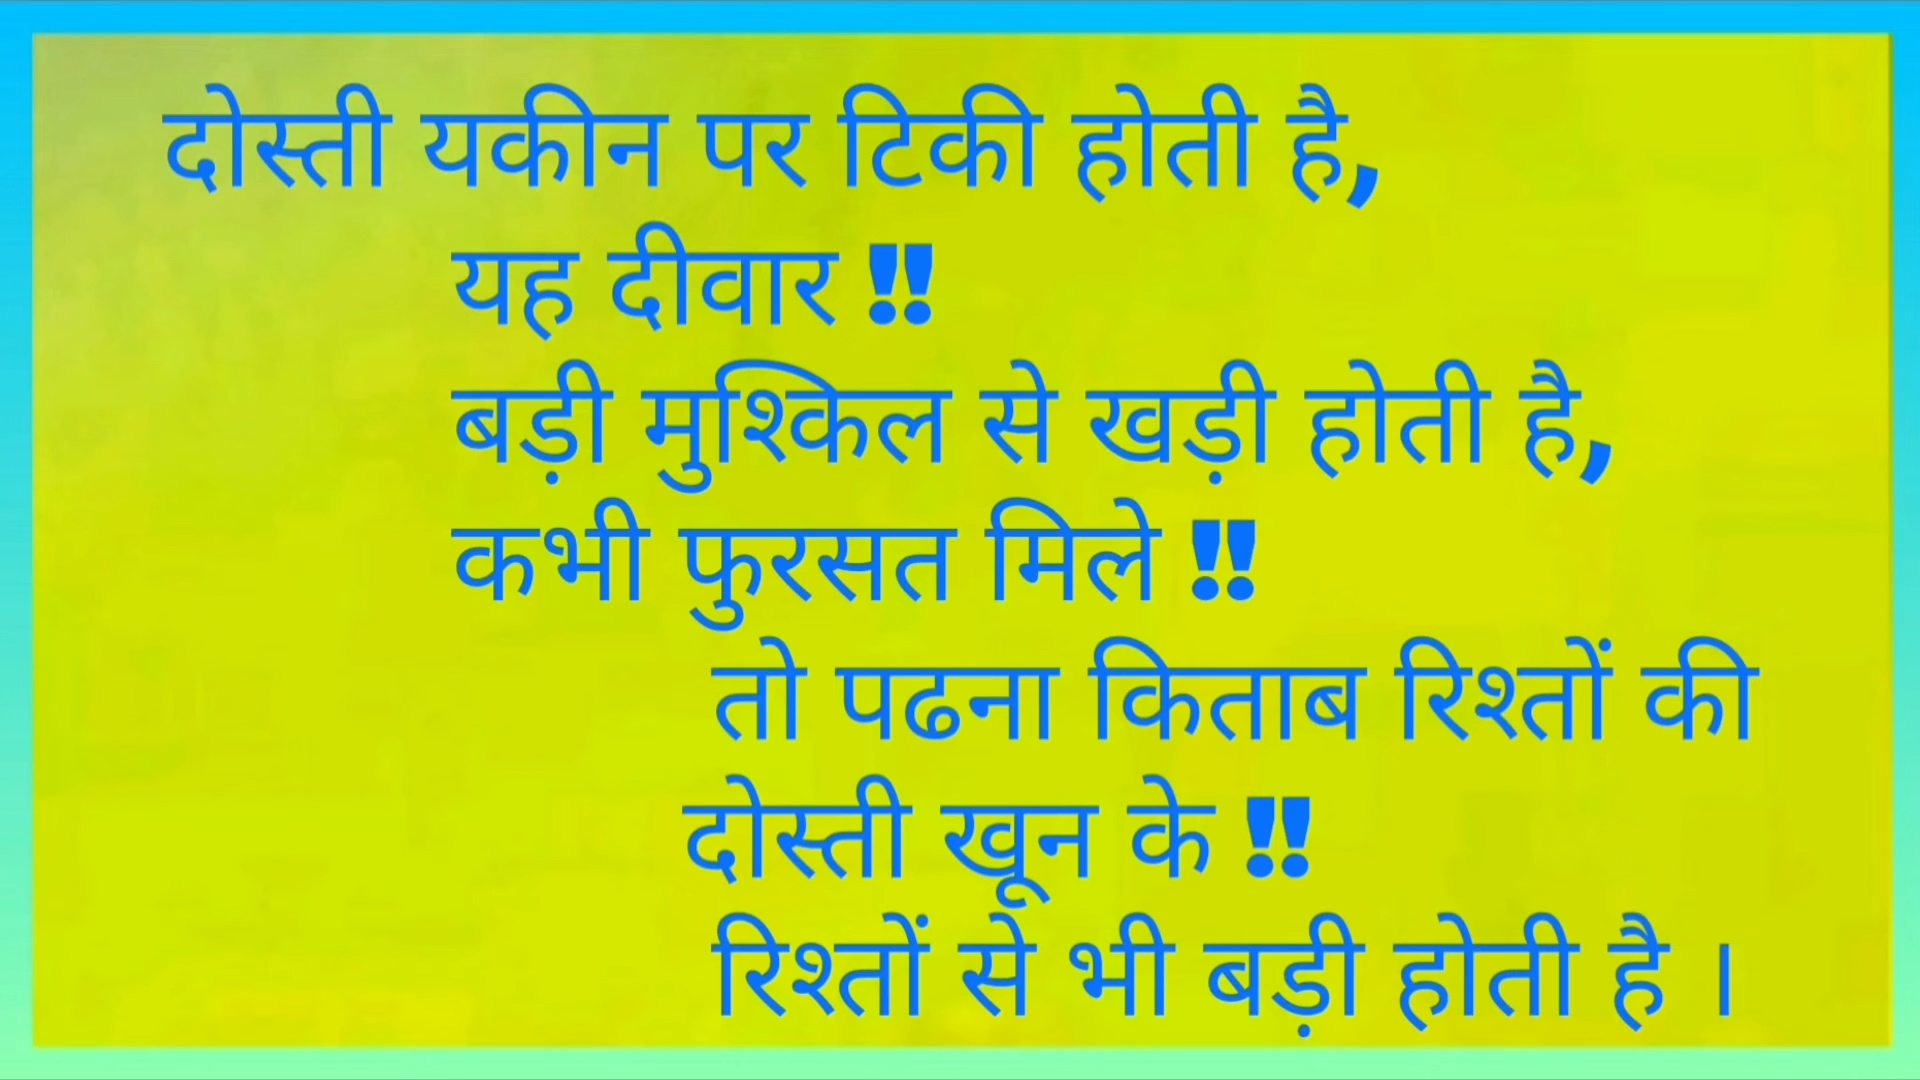 दोस्ती यकीन पर टिकी होती है,
यह दीवार !!
बड़ी मुश्किल से खड़ी होती है,
कभी फुरसत मिले !!
तो पढना किताब रिश्तों की
दोस्ती खून के !!
रिश्तों से भी बड़ी होती है ।